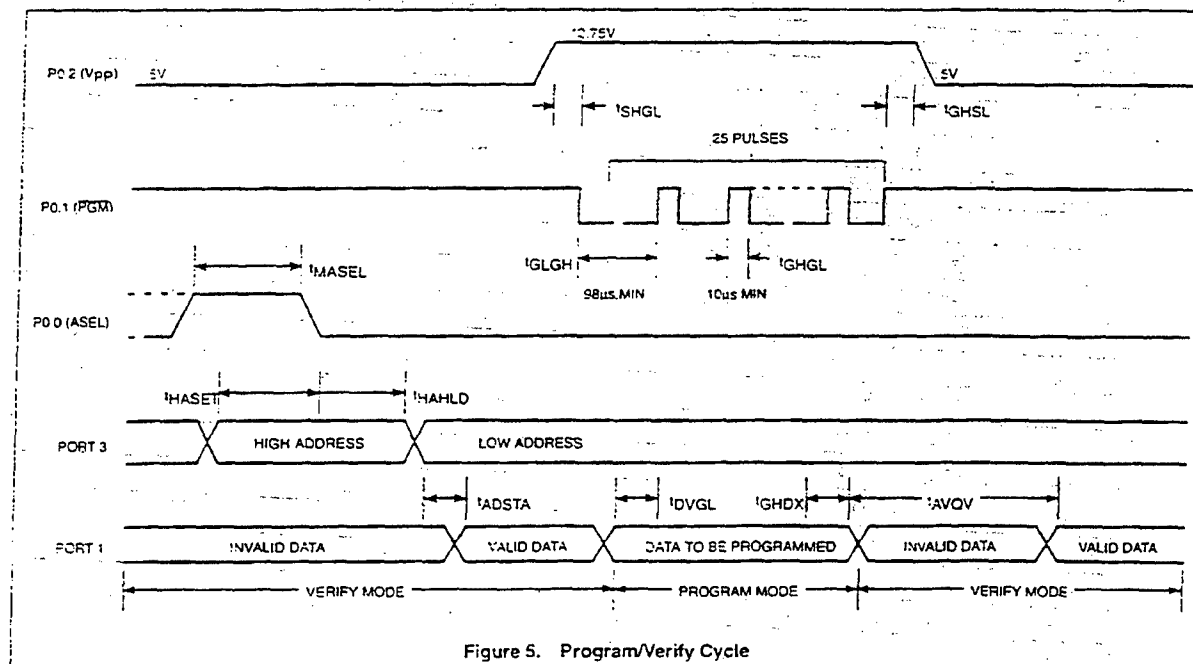 12.75V
P0.2 (Vpp)
5V
5V
tSHGL
tGHSL
25 PULSES
P0.1 (PGM)
tMASEL
tGLGH
tGHGL
98µs MIN
10µs MIN
P0.0 (ASEL)
tHASET
tHAHLD
PORT 3
HIGH ADDRESS
LOW ADDRESS
tADSTA
tDVGL
tGHDX
tAVQV
PORT 1
INVALID DATA
VALID DATA
DATA TO BE PROGRAMMED
INVALID DATA
VALID DATA
VERIFY MODE
PROGRAM MODE
VERIFY MODE
Figure 5. Program/Verify Cycle